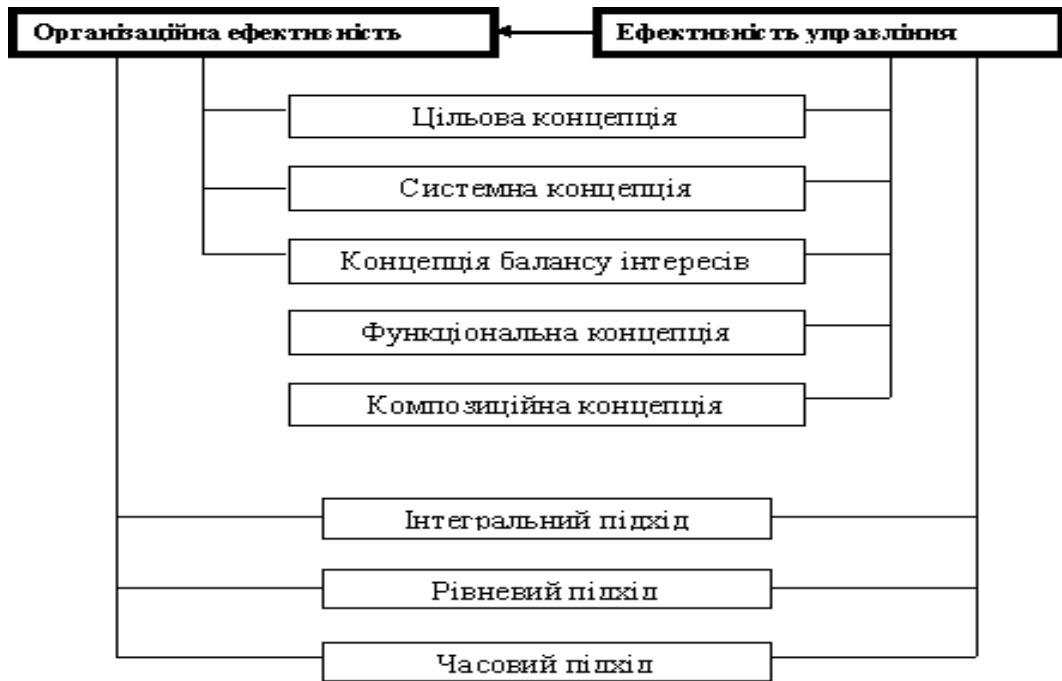 Організаційна ефективність
Ефективність управління
Цільова концепція
Системна концепція
Концепція балансу інтересів
Функціональна концепція
Композиційна концепція
Інтегральний підхід
Рівневий підхід
Часовий підхід